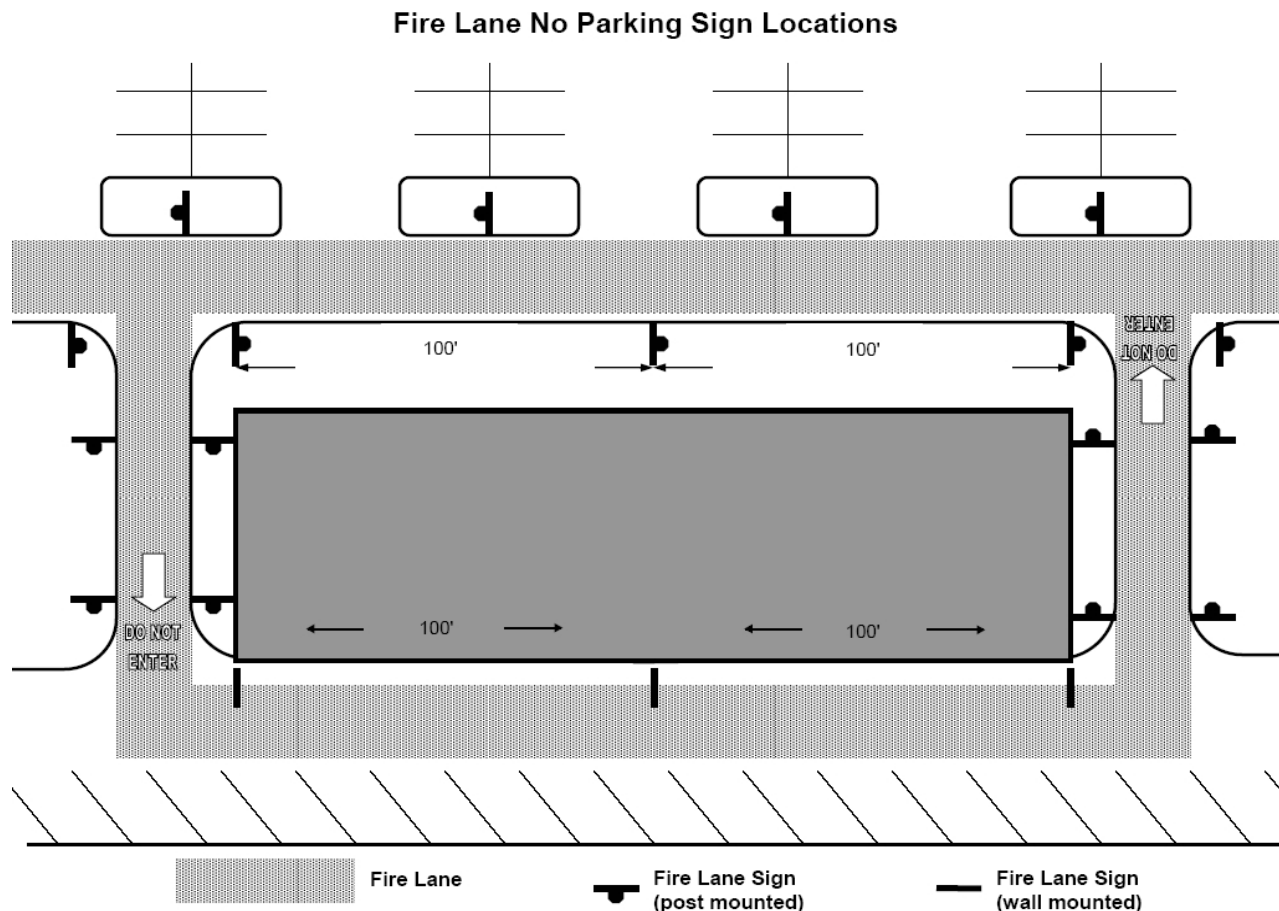 Fire Lane No Parking Sign Locations
100'
100'
DO NOT
ENTER
100'
100'
DO NOT
ENTER
Fire Lane
Fire Lane Sign
(post mounted)
Fire Lane Sign
(wall mounted)